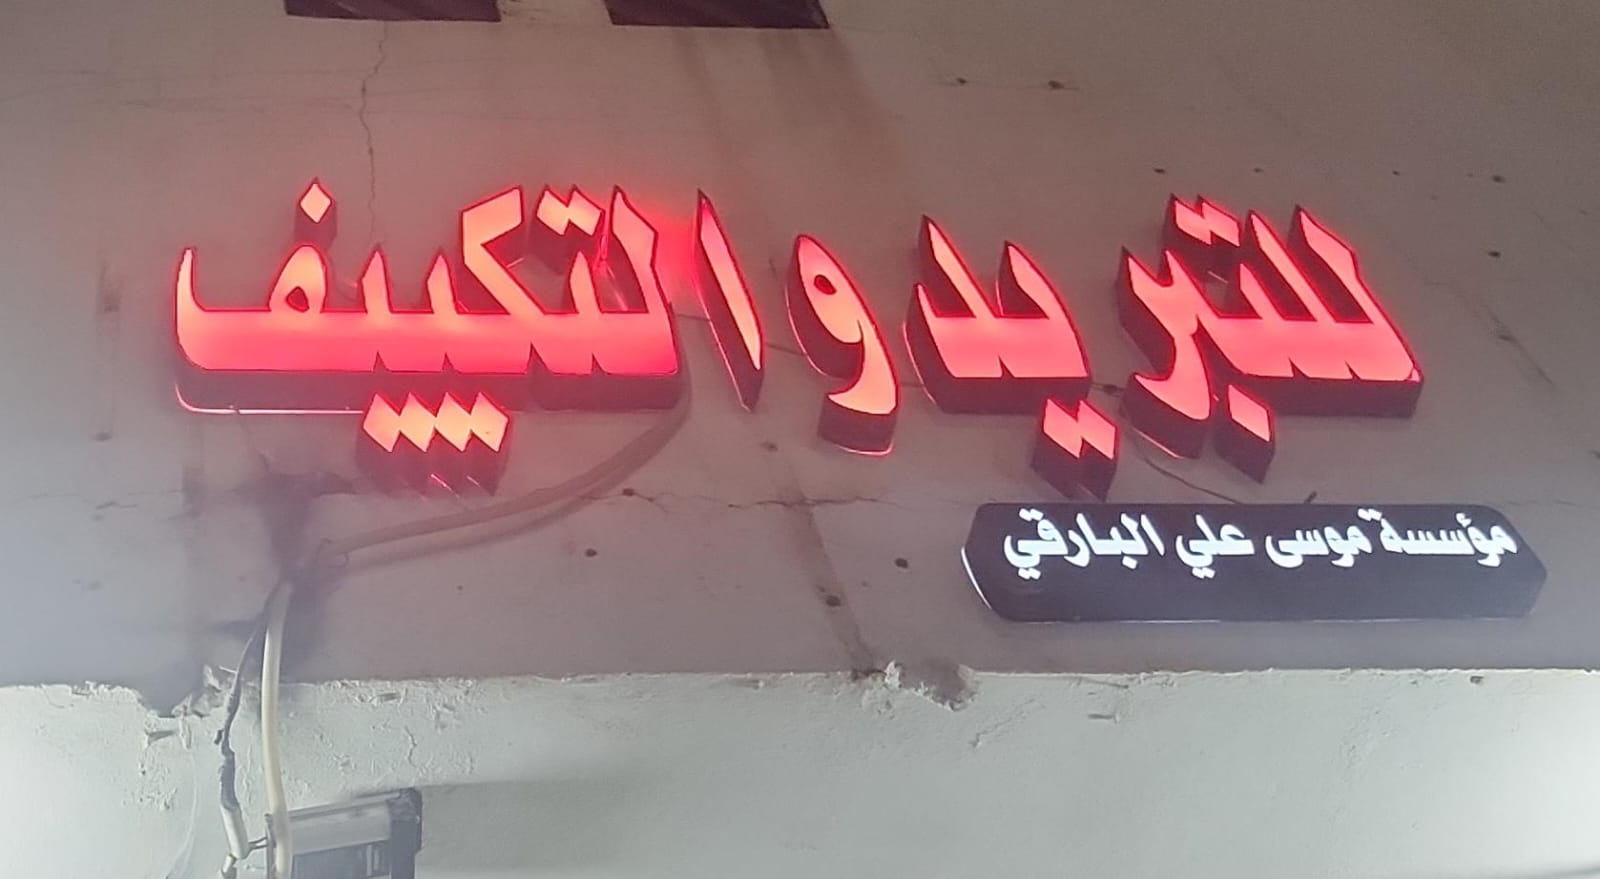 للتبريد والتكييف
مؤسسة موسى علي البارقي